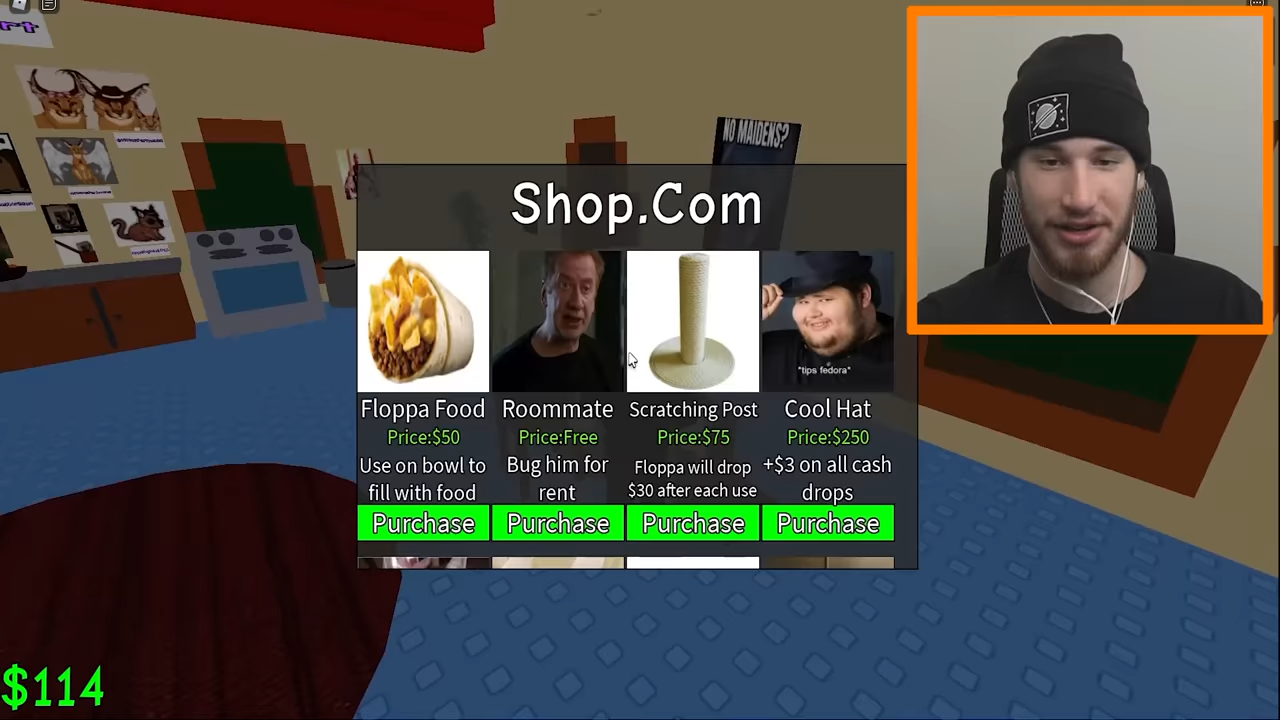 NO MAIDENS?
Shop.Com
*tips fedora*
Floppa Food
Roommate
Scratching Post
Cool Hat
Price:$50
Price:Free
Price:$75
Price:$250
Use on bowl to
fill with food
Bug him for
rent
Floppa will drop
$30 after each use
+$3 on all cash
drops
Purchase
Purchase
Purchase
Purchase
$114